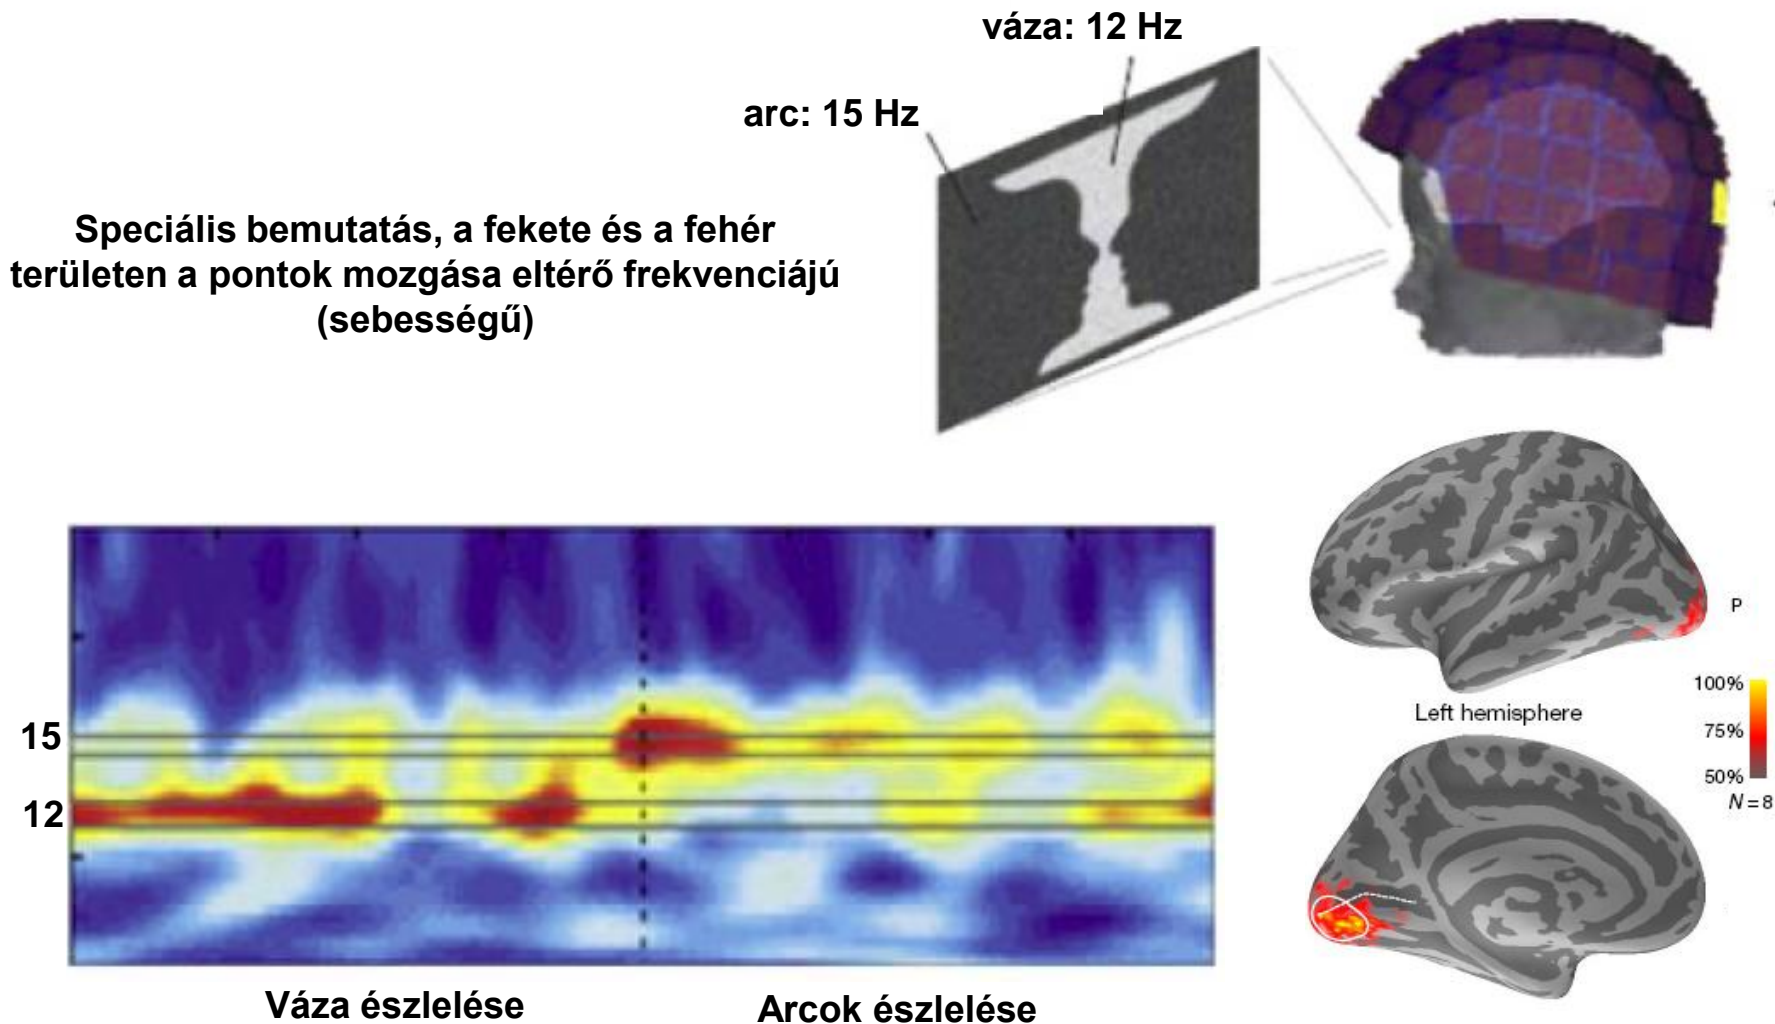 váza: 12 Hz
arc: 15 Hz
Speciális bemutatás, a fekete és a fehér
területen a pontok mozgása eltérő frekvenciájú
(sebességű)
15
12
Váza észlelése
Arcok észlelése
P
100%
75%
50%
N = 8
Left hemisphere